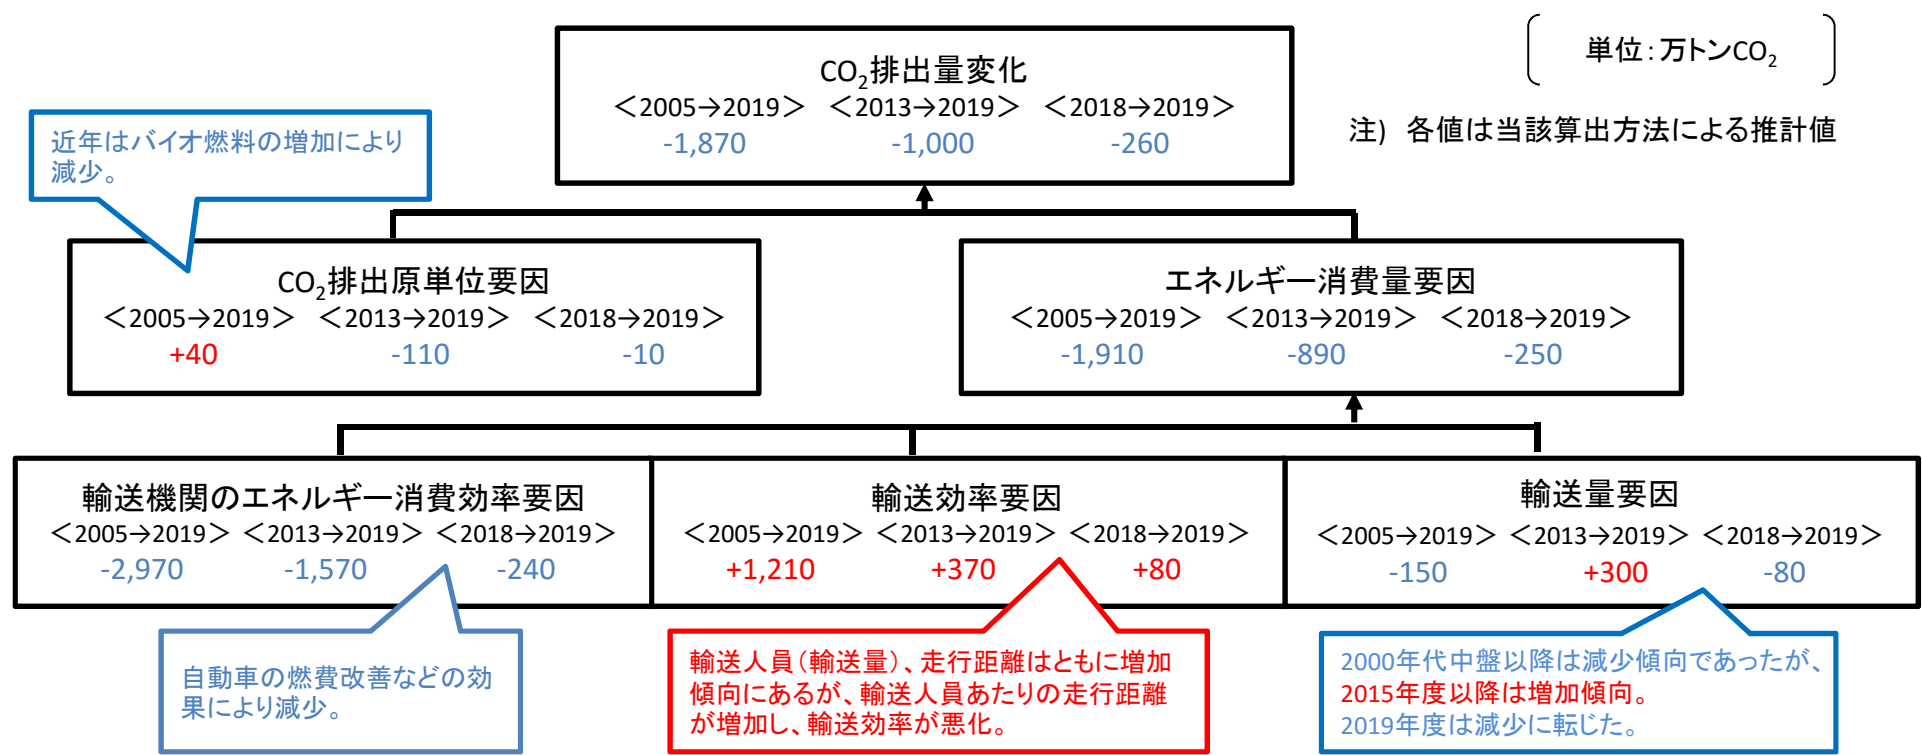 単位：万トンCO₂
CO₂排出量変化
＜2005→2019＞ ＜2013→2019＞ ＜2018→2019＞
-1,870 -1,000 -260
注) 各値は当該算出方法による推計値
近年はバイオ燃料の増加により
減少。
CO₂排出原単位要因
＜2005→2019＞ ＜2013→2019＞ ＜2018→2019＞
+40 -110 -10
エネルギー消費量要因
＜2005→2019＞ ＜2013→2019＞ ＜2018→2019＞
-1,910 -890 -250
輸送機関のエネルギー消費効率要因
＜2005→2019＞ ＜2013→2019＞ ＜2018→2019＞
-2,970 -1,570 -240
輸送効率要因
＜2005→2019＞ ＜2013→2019＞ ＜2018→2019＞
+1,210 +370 +80
輸送量要因
＜2005→2019＞ ＜2013→2019＞ ＜2018→2019＞
-150 +300 -80
自動車の燃費改善などの効
果により減少。
輸送人員（輸送量）、走行距離はともに増加
傾向にあるが、輸送人員あたりの走行距離
が増加し、輸送効率が悪化。
2000年代中盤以降は減少傾向であったが、
2015年度以降は増加傾向。
2019年度は減少に転じた。